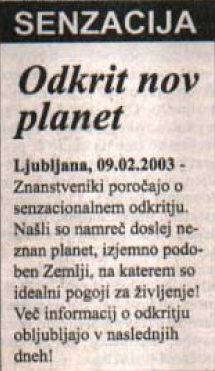 SENZACIJA
Odkrit nov
planet
Ljubljana, 09.02.2003 -
Znanstveniki poročajo o
senzacionalnem odkritju.
Našli so namreč doslej ne-
znan planet, izjemno podo-
ben Zemlji, na katerem so
idealni pogoji za življenje!
Več informacij o odkritju
obljubljajo v naslednjih
dneh!